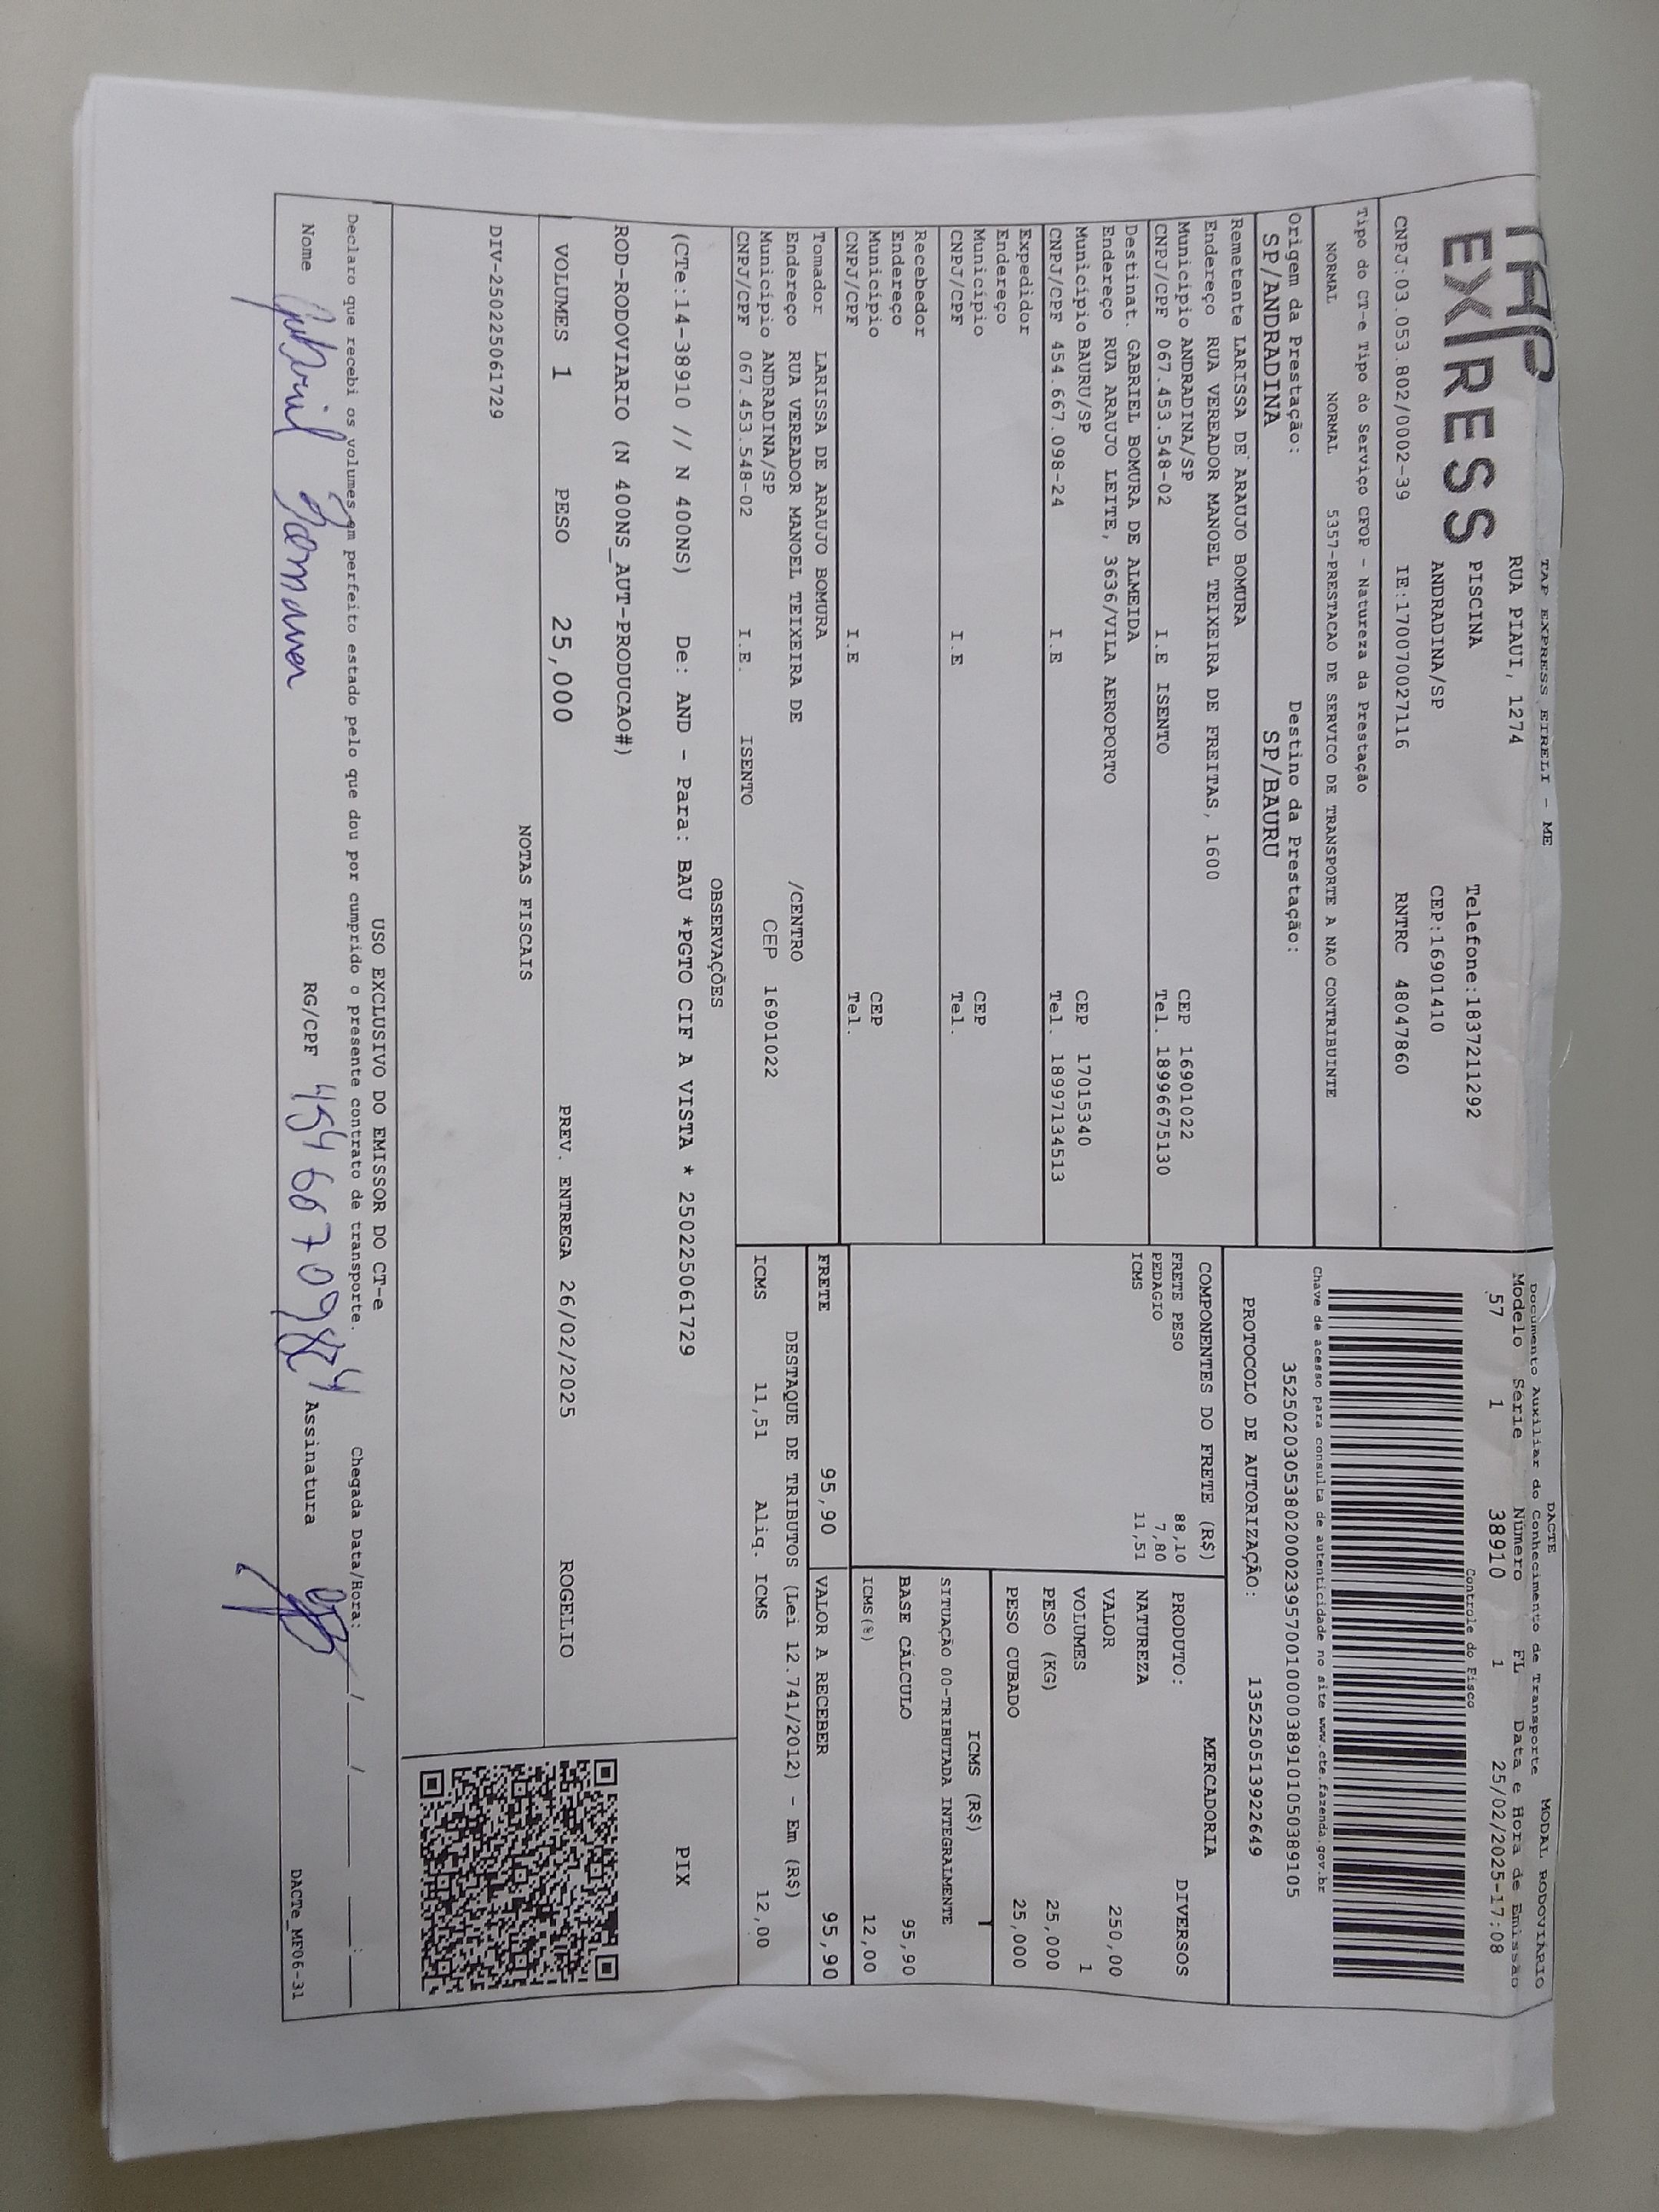 TAP EXPRESS
TAP EXPRESS EIRELI - ME
RUA PIAUI, 1274
PISCINA Telefone:1837211292
ANDRADINA/SP CEP:16901410
CNPJ:03.053.802/0002-39 IE:170070027116 RNTRC 48047860
DACTE MODAL RODOVIÁRIO
Documento Auxiliar do Conhecimento de Transporte
Modelo Serie Número FL Data e Hora de Emissão
57 1 38910 1 25/02/2025-17:08
Controle do Fisco
Chave de acesso para consulta de autenticidade no site www.cte.fazenda.gov.br
35250203053802000239570010000389101050389105
PROTOCOLO DE AUTORIZAÇÃO: 135250513922649
Tipo do CT-e Tipo do Serviço CFOP - Natureza da Prestação
NORMAL NORMAL 5357-PRESTACAO DE SERVICO DE TRANSPORTE A NAO CONTRIBUINTE
Origem da Prestação: Destino da Prestação:
SP/ANDRADINA SP/BAURU
Remetente LARISSA DE ARAUJO BOMURA
Endereço RUA VEREADOR MANOEL TEIXEIRA DE FREITAS, 1600
Município ANDRADINA/SP CEP 16901022
CNPJ/CPF 067.453.548-02 I.E ISENTO Tel. 18996675130
Destinat. GABRIEL BOMURA DE ALMEIDA
Endereço RUA ARAUJO LEITE, 3636/VILA AEROPORTO
Município BAURU/SP CEP 17015340
CNPJ/CPF 454.667.098-24 I.E Tel. 18997134513
Expedidor
Endereço
Município CEP
CNPJ/CPF I.E Tel.
Recebedor
Endereço
Município CEP
CNPJ/CPF I.E Tel.
Tomador LARISSA DE ARAUJO BOMURA
Endereço RUA VEREADOR MANOEL TEIXEIRA DE /CENTRO
Município ANDRADINA/SP CEP 16901022
CNPJ/CPF 067.453.548-02 I.E. ISENTO
COMPONENTES DO FRETE (R$)
FRETE PESO 88,10
PEDAGIO 7,80
ICMS 11,51
MERCADORIA
PRODUTO: DIVERSOS
NATUREZA
VALOR 250,00
VOLUMES 1
PESO (KG) 25,000
PESO CUBADO 25,000
ICMS (R$)
SITUAÇÃO 00-TRIBUTADA INTEGRALMENTE
BASE CÁLCULO 95,90
ICMS(%) 12,00
FRETE 95,90 VALOR A RECEBER 95,90
DESTAQUE DE TRIBUTOS (Lei 12.741/2012) - Em (R$)
ICMS 11,51 Aliq. ICMS 12,00
OBSERVAÇÕES
(CTe:14-38910 // N 400NS) De: AND - Para: BAU *PGTO CIF A VISTA * 250225061729
ROD-RODOVIARIO (N 400NS_AUT-PRODUCAO#)
PIX
VOLUMES 1 PESO 25,000 PREV. ENTREGA 26/02/2025 ROGELIO
NOTAS FISCAIS
DIV-250225061729
USO EXCLUSIVO DO EMISSOR DO CT-e
Declaro que recebi os volumes em perfeito estado pelo que dou por cumprido o presente contrato de transporte. Chegada Data/Hora: __/__/__ __:__
Nome Gabriel RG/CPF 45466709824 Assinatura
DACTe_MF06-31